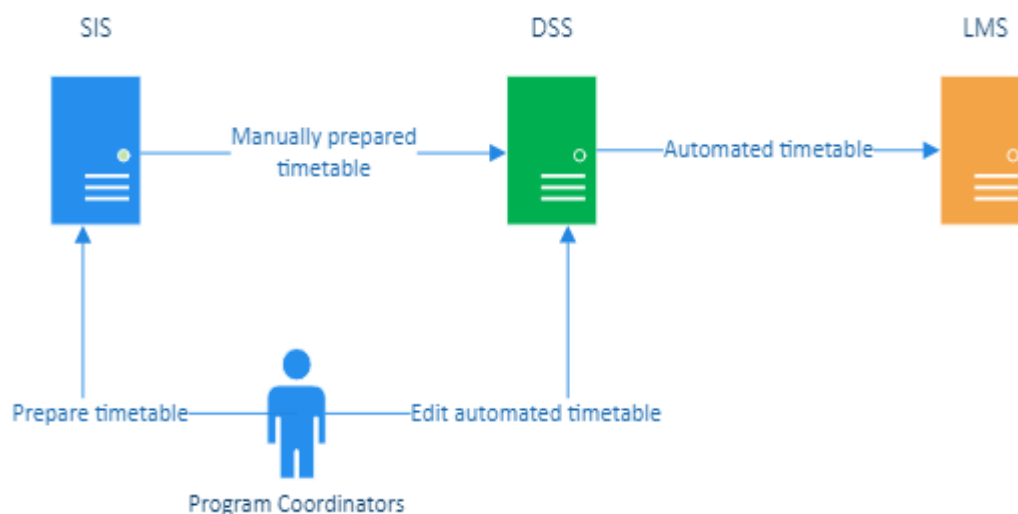 SIS
DSS
LMS
Manually prepared
timetable
Automated timetable
Prepare timetable
Edit automated timetable
Program Coordinators